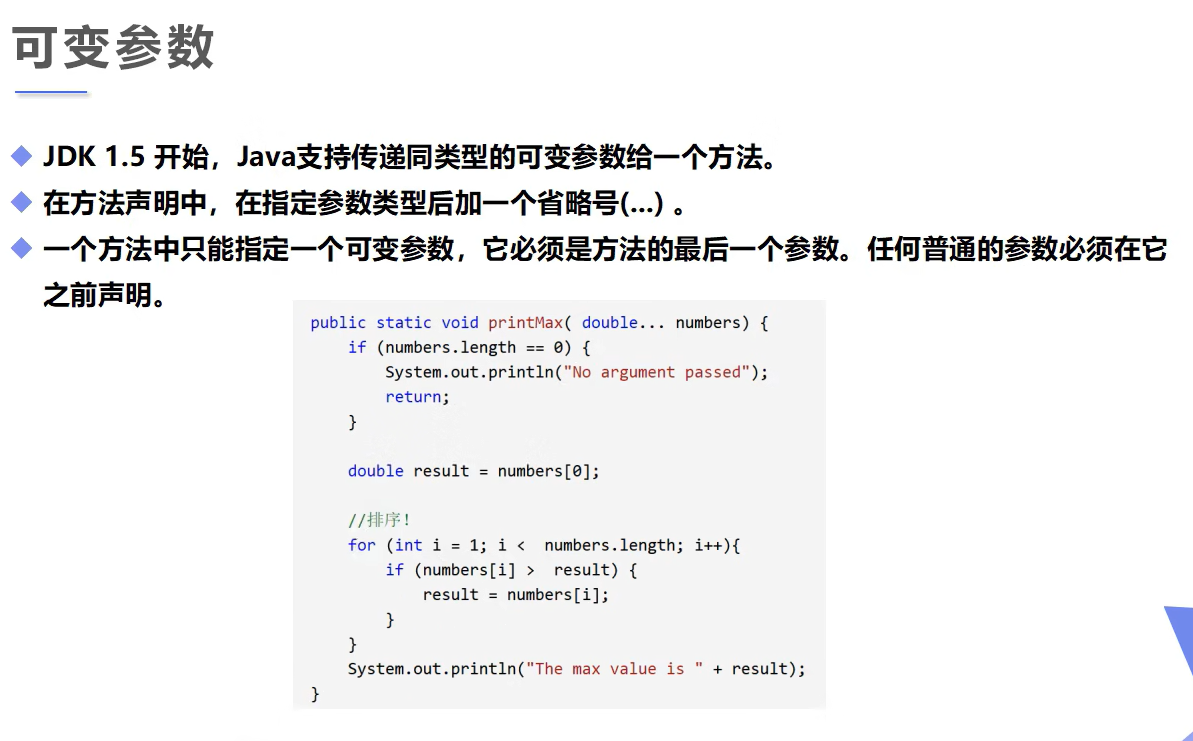 可变参数
JDK 1.5 开始，Java支持传递同类型的可变参数给一个方法。
在方法声明中，在指定参数类型后加一个省略号(...) 。
一个方法中只能指定一个可变参数，它必须是方法的最后一个参数。任何普通的参数必须在它
之前声明。
public static void printMax( double... numbers) {
    if (numbers.length == 0) {
        System.out.println("No argument passed");
        return;
    }
    double result = numbers[0];
    //排序！
    for (int i = 1; i <  numbers.length; i++){
        if (numbers[i] >  result) {
            result = numbers[i];
        }
    }
    System.out.println("The max value is " + result);
}